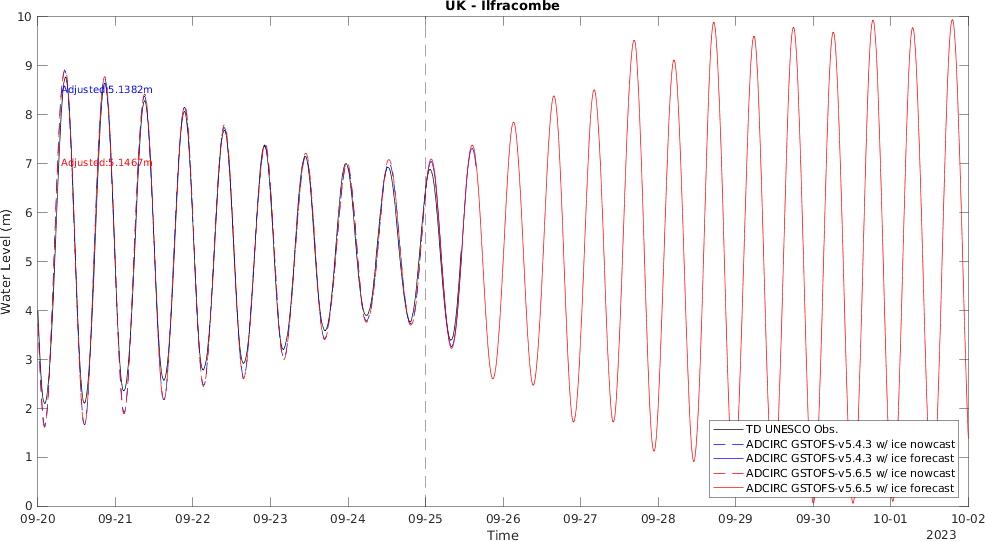 UK - Ilfracombe
10
9
8
7
6
5
4
3
2
1
0
Water Level (m)
Adjusted:5.1382m
Adjusted:5.1467m
TD UNESCO Obs.
ADCIRC GSTOFS-v5.4.3 w/ ice nowcast
ADCIRC GSTOFS-v5.4.3 w/ ice forecast
ADCIRC GSTOFS-v5.6.5 w/ ice nowcast
ADCIRC GSTOFS-v5.6.5 w/ ice forecast
09-20 09-21 09-22 09-23 09-24 09-25 09-26 09-27 09-28 09-29 09-30 10-01 10-02
Time
2023